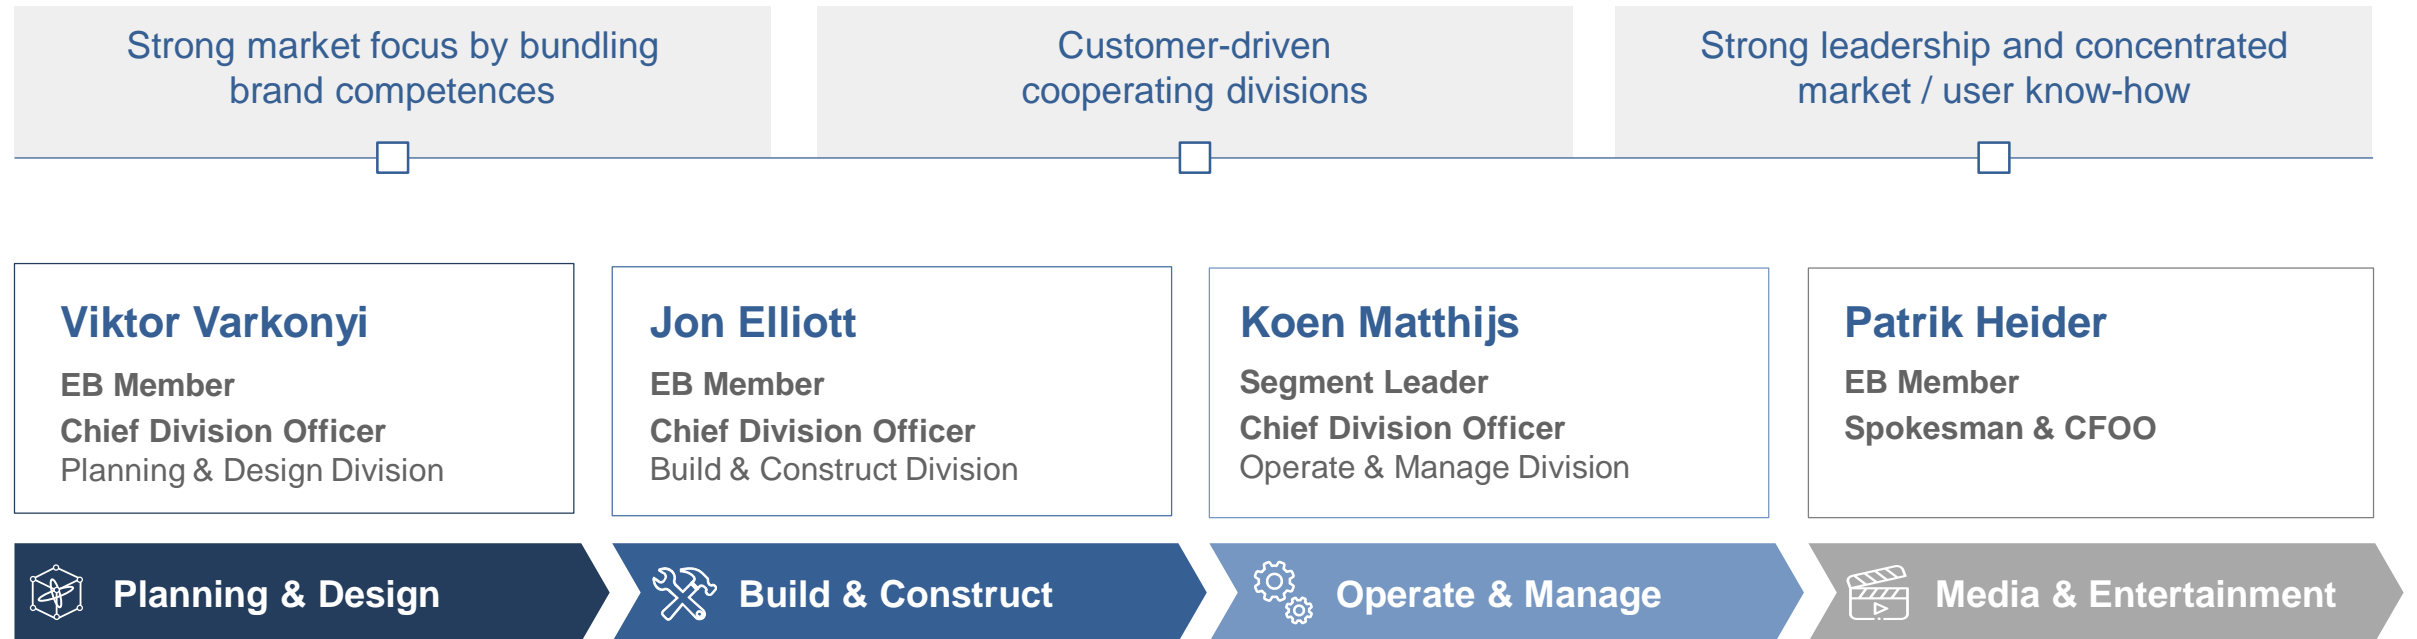 Strong market focus by bundling
brand competences
Customer-driven
cooperating divisions
Strong leadership and concentrated
market / user know-how
Viktor Varkonyi
EB Member
Chief Division Officer
Planning & Design Division
Jon Elliott
EB Member
Chief Division Officer
Build & Construct Division
Koen Matthijs
Segment Leader
Chief Division Officer
Operate & Manage Division
Patrik Heider
EB Member
Spokesman & CFOO
Planning & Design
Build & Construct
Operate & Manage
Media & Entertainment